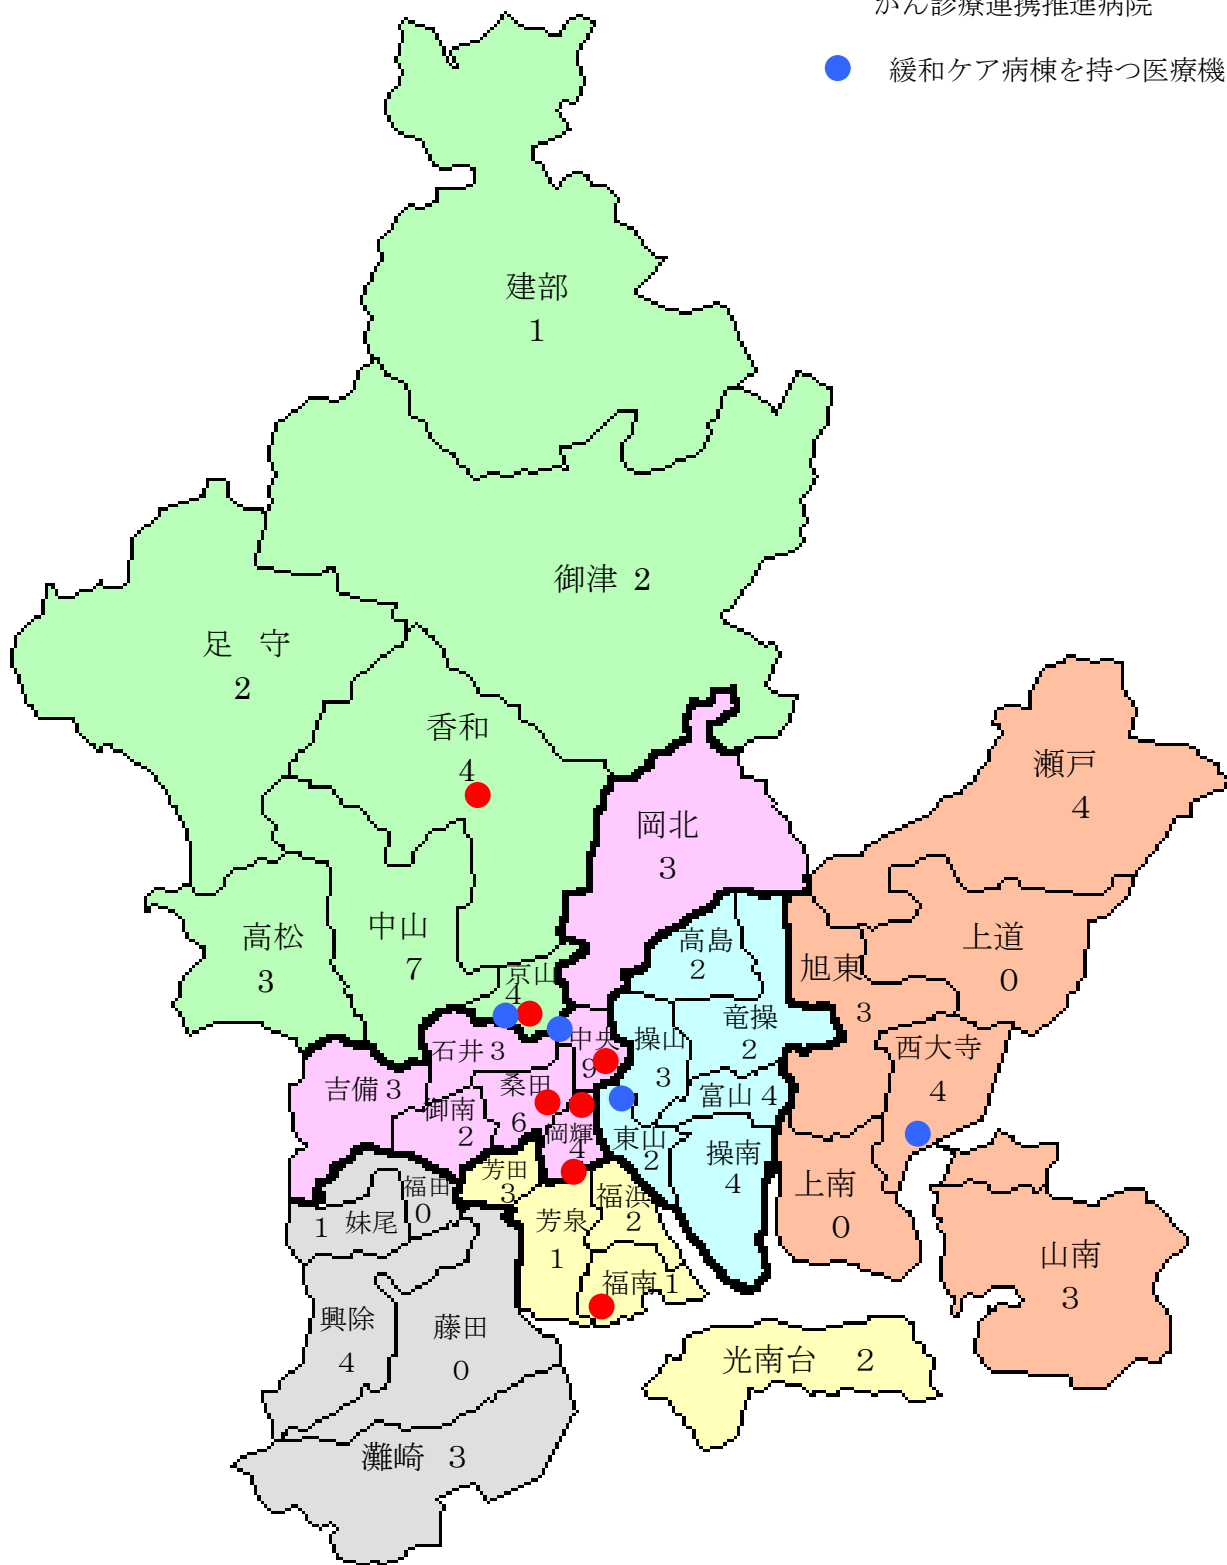 がん診療連携推進病院
緩和ケア病棟を持つ医療機
建部
1
御津 2
足 守
2
香和
4
瀬戸
4
岡北
3
高松
3
中山
7
京山
4
高島
2
旭東
3
上道
0
石井 3
中央
9
操山
3
竜操
2
西大寺
4
吉備 3
御南
2
桑田
6
岡輝
4
富山 4
東山
2
操南
4
上南
0
芳田
3
福田
0
1 妹尾
芳泉
1
福浜
2
福南 1
山南
3
興除
4
藤田
0
光南台 2
灘崎 3